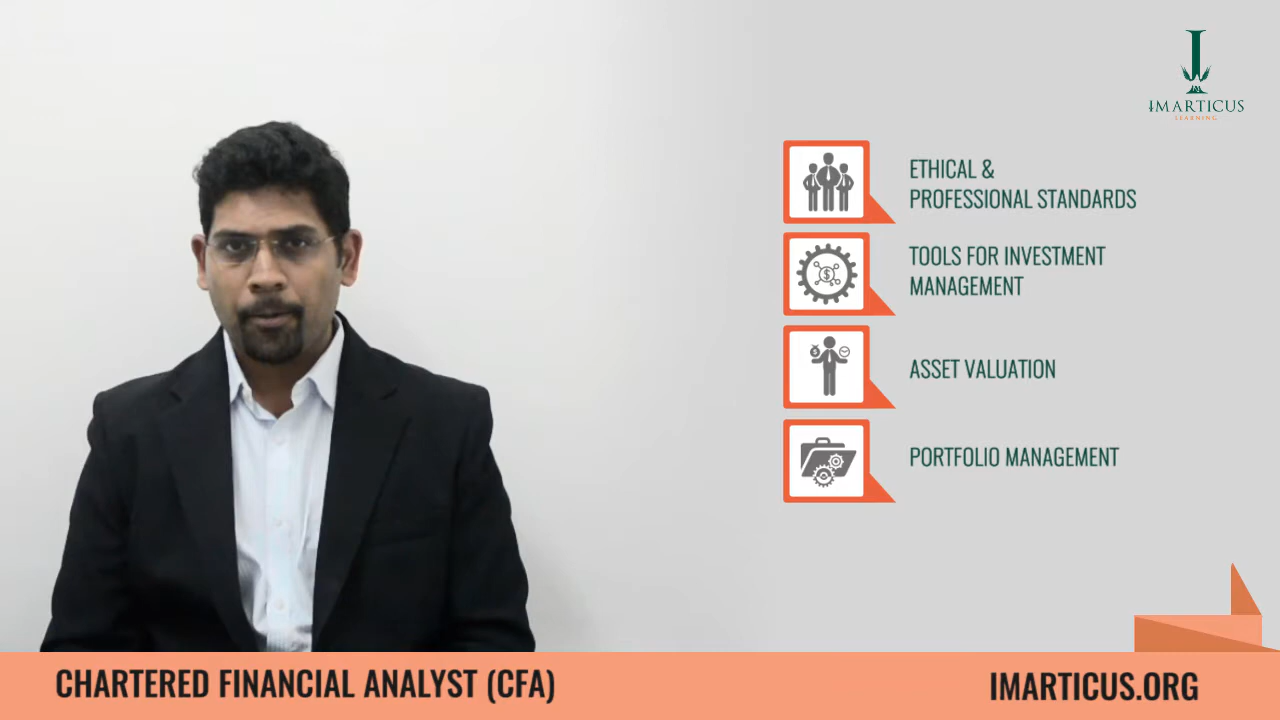 IMARTICUS
LEARNING
ETHICAL &
PROFESSIONAL STANDARDS
TOOLS FOR INVESTMENT
MANAGEMENT
ASSET VALUATION
PORTFOLIO MANAGEMENT
CHARTERED FINANCIAL ANALYST (CFA)
IMARTICUS.ORG